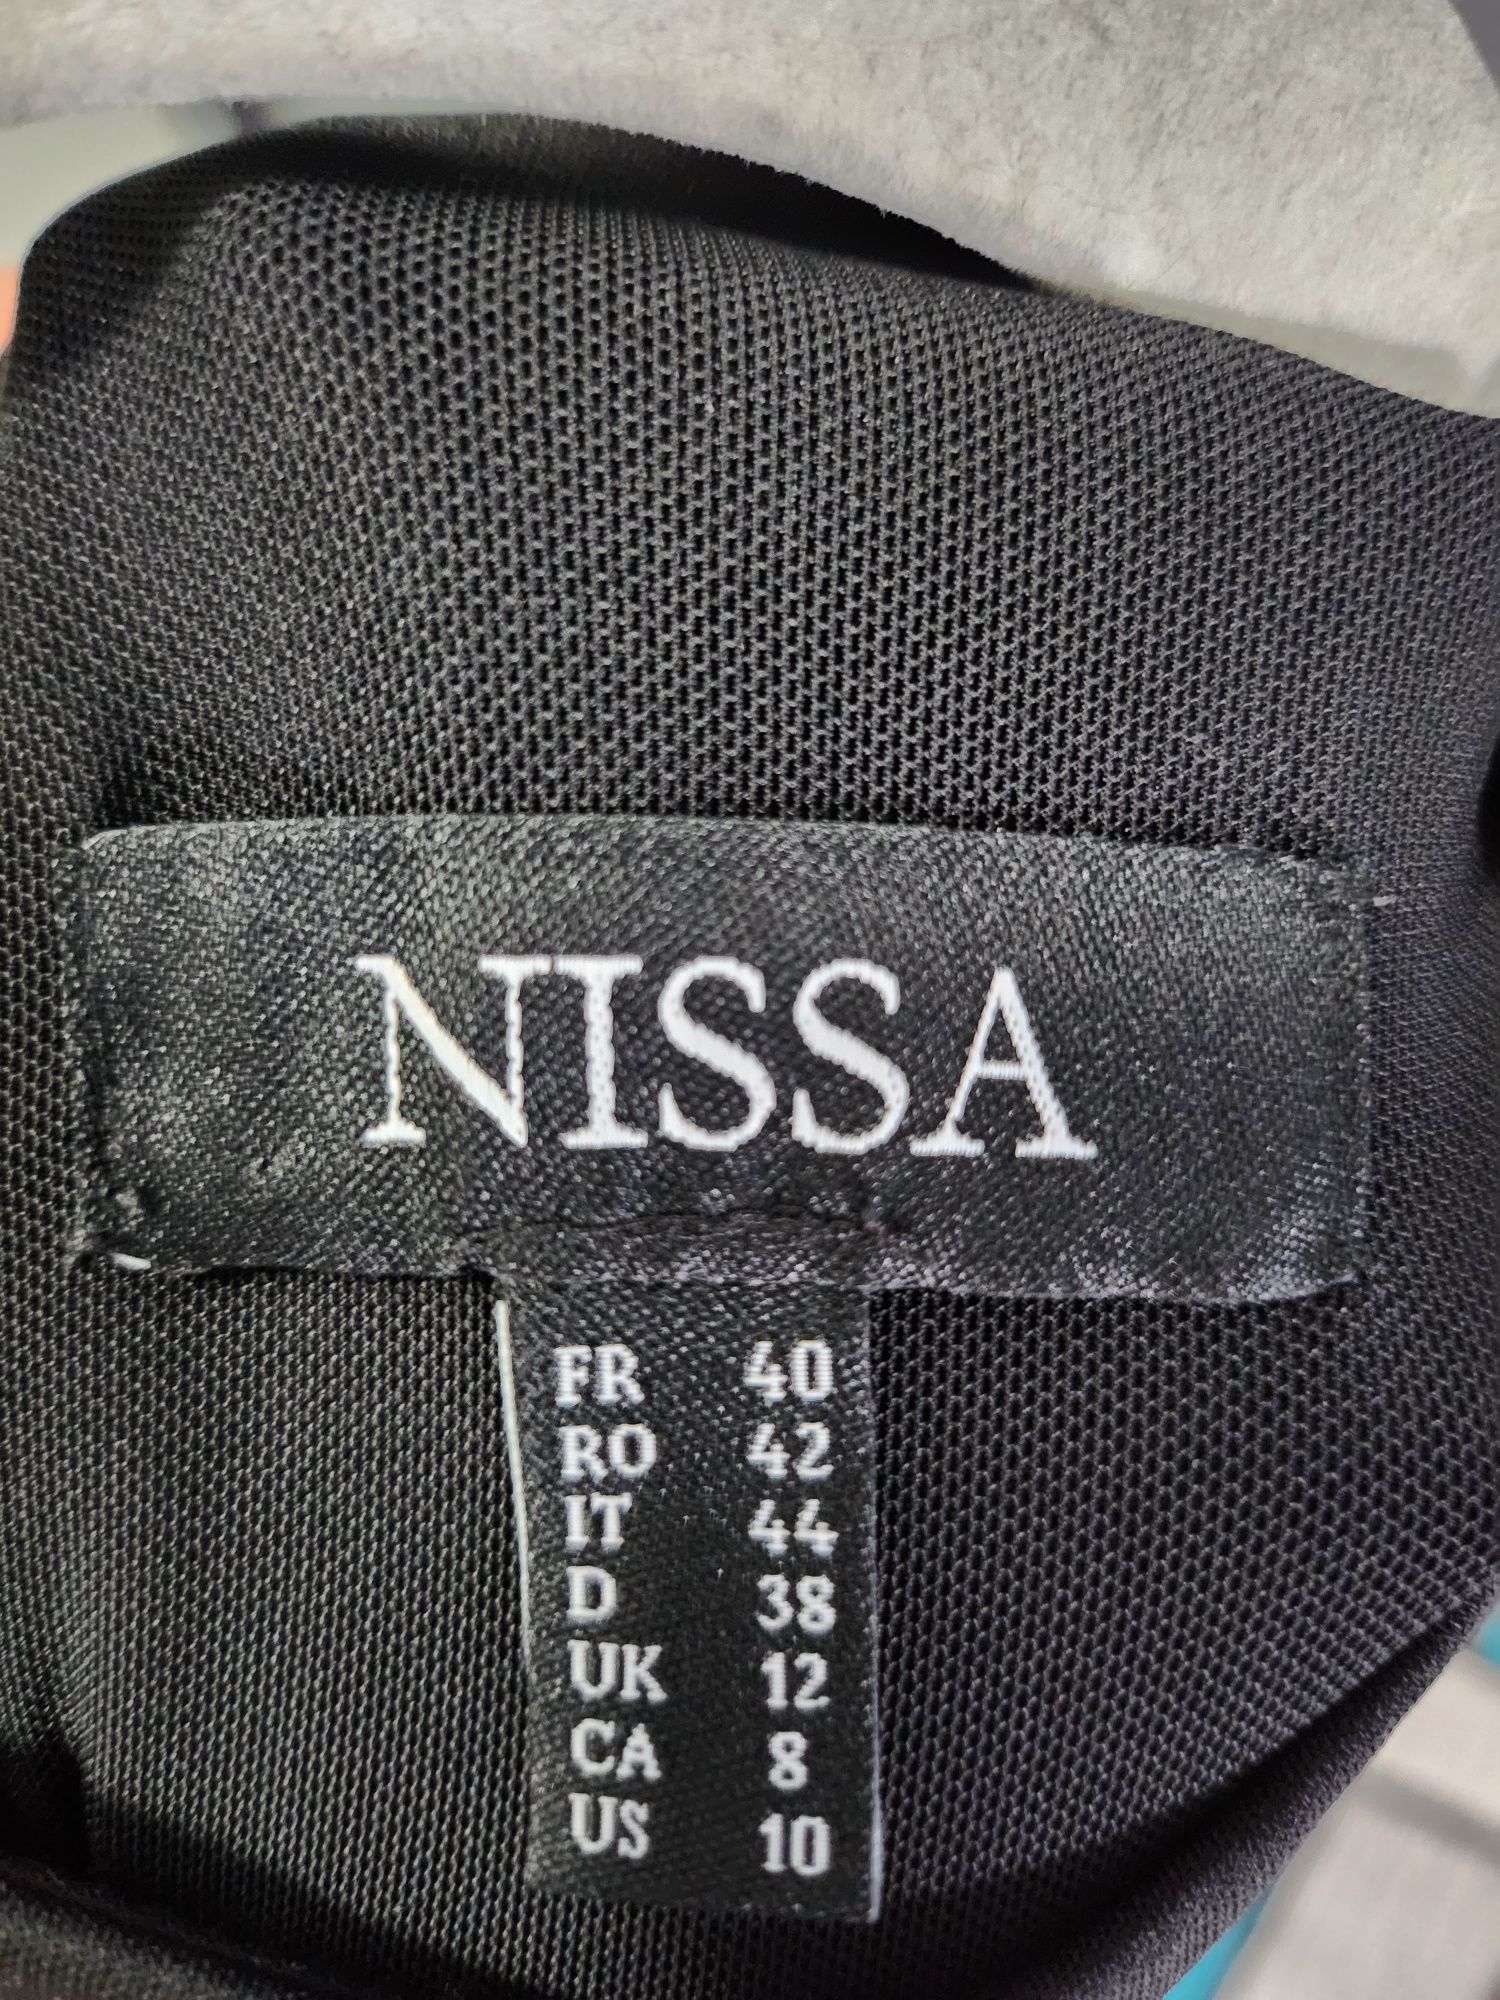 NISSA
FR 40
RO 42
IT 44
D 38
UK 12
CA 8
US 10